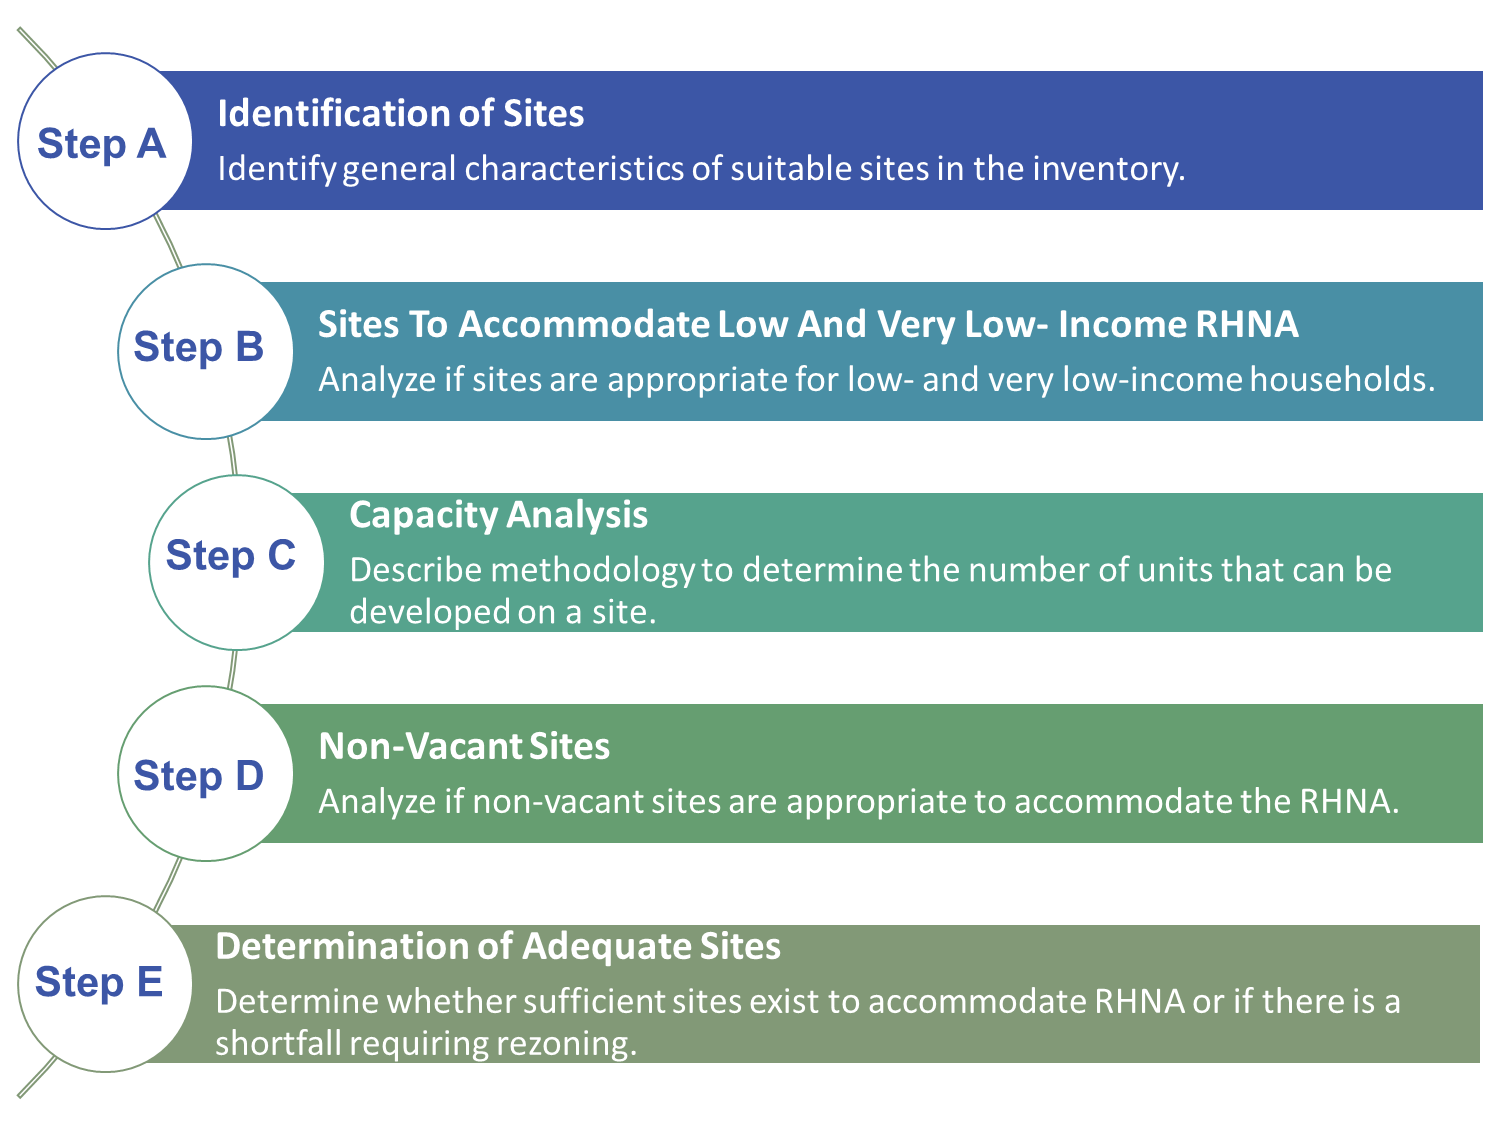 Step A
Identification of Sites
Identify general characteristics of suitable sites in the inventory.
Step B
Sites To Accommodate Low And Very Low- Income RHNA
Analyze if sites are appropriate for low- and very low-income households.
Step C
Capacity Analysis
Describe methodology to determine the number of units that can be
developed on a site.
Step D
Non-Vacant Sites
Analyze if non-vacant sites are appropriate to accommodate the RHNA.
Step E
Determination of Adequate Sites
Determine whether sufficient sites exist to accommodate RHNA or if there is a
shortfall requiring rezoning.